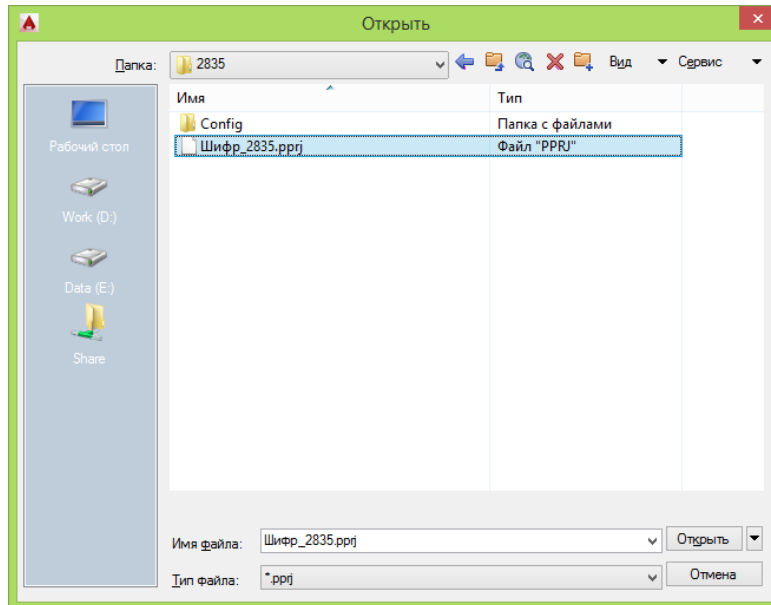 Открыть
Папка: 2835 Вид Сервис
Имя Тип
Config Папка с файлами
Шифр_2835.pprj Файл "PPRJ"
Рабочий стол
Work (D:)
Data (E:)
Share
Имя файла: Шифр_2835.pprj Открыть
Тип файла: *.pprj Отмена